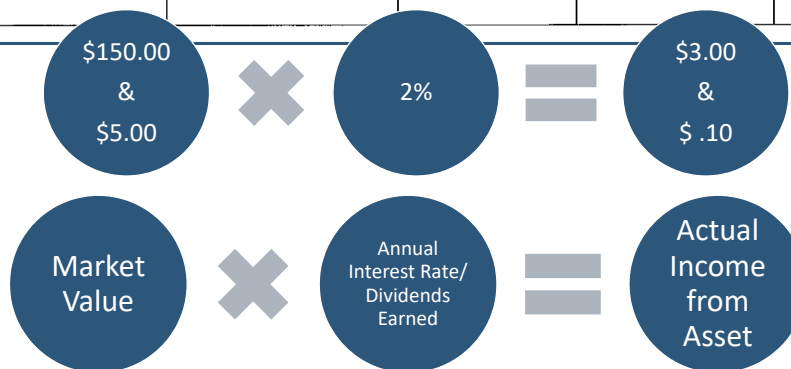 $150.00
&
$5.00
2%
$3.00
&
$ .10
Market
Value
Annual
Interest Rate/
Dividends
Earned
Actual
Income
from
Asset